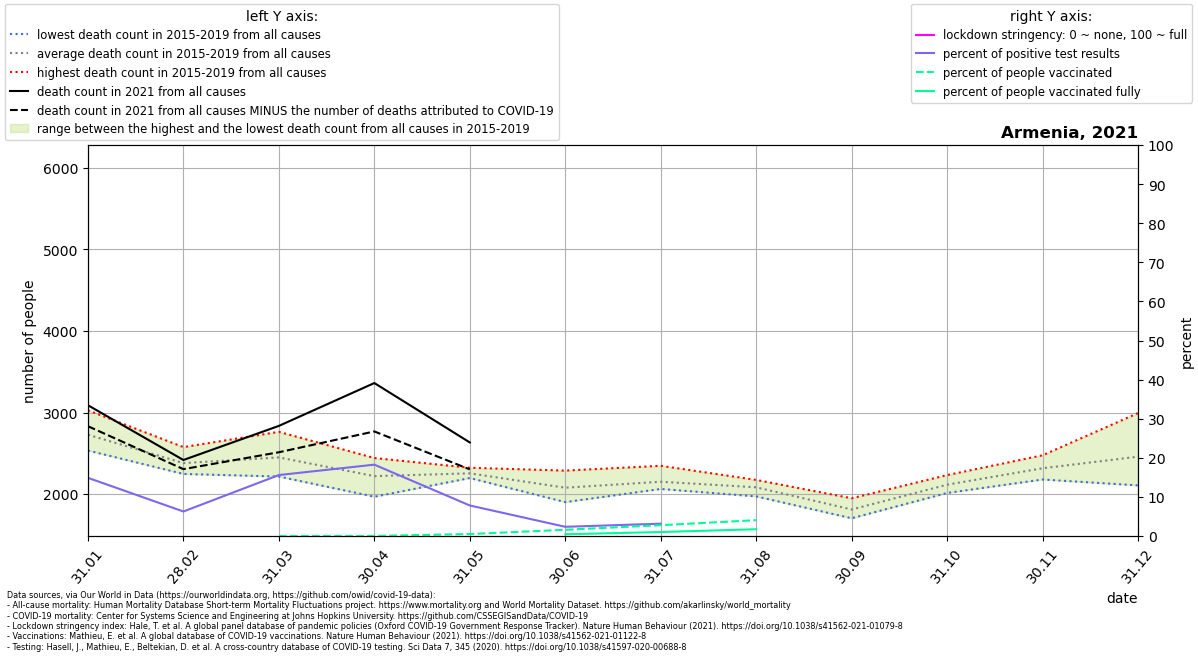 left Y axis:
lowest death count in 2015-2019 from all causes
average death count in 2015-2019 from all causes
highest death count in 2015-2019 from all causes
death count in 2021 from all causes
death count in 2021 from all causes MINUS the number of deaths attributed to COVID-19
range between the highest and the lowest death count from all causes in 2015-2019
right Y axis:
lockdown stringency: 0 ~ none, 100 ~ full
percent of positive test results
percent of people vaccinated
percent of people vaccinated fully
Armenia, 2021
number of people
6000
5000
4000
3000
2000
100
90
80
70
60
50
40
30
20
10
0
percent
31.01
28.02
31.03
30.04
31.05
30.06
31.07
31.08
30.09
31.10
30.11
31.12
date
Data sources, via Our World in Data (https://ourworldindata.org, https://github.com/owid/covid-19-data):
- All-cause mortality: Human Mortality Database Short-term Mortality Fluctuations project. https://www.mortality.org and World Mortality Dataset. https://github.com/akarlinsky/world_mortality
- COVID-19 mortality: Center for Systems Science and Engineering at Johns Hopkins University. https://github.com/CSSEGISandData/COVID-19
- Lockdown stringency index: Hale, T. et al. A global panel database of pandemic policies (Oxford COVID-19 Government Response Tracker). Nature Human Behaviour (2021). https://doi.org/10.1038/s41562-021-01079-8
- Vaccinations: Mathieu, E. et al. A global database of COVID-19 vaccinations. Nature Human Behaviour (2021). https://doi.org/10.1038/s41562-021-01122-8
- Testing: Hasell, J., Mathieu, E., Beltekian, D. et al. A cross-country database of COVID-19 testing. Sci Data 7, 345 (2020). https://doi.org/10.1038/s41597-020-00688-8